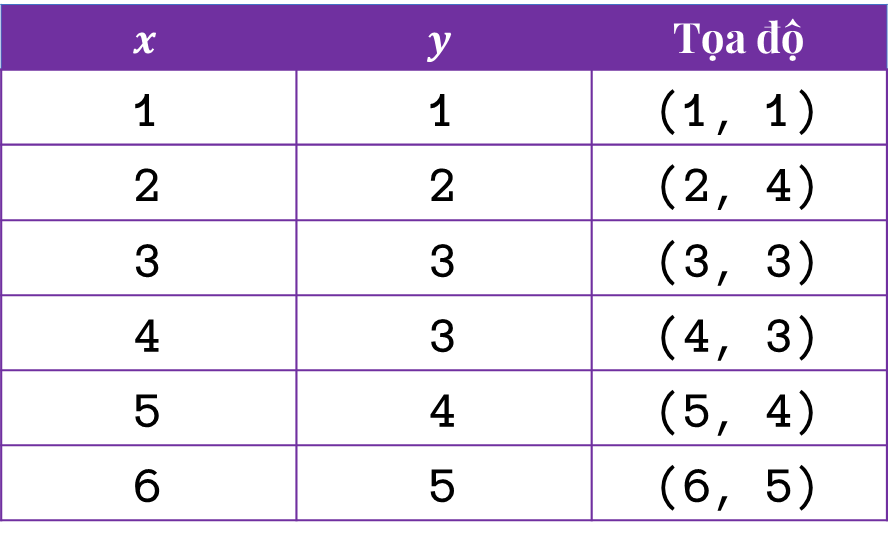 x y Tọa độ
1 1 (1, 1)
2 2 (2, 4)
3 3 (3, 3)
4 3 (4, 3)
5 4 (5, 4)
6 5 (6, 5)